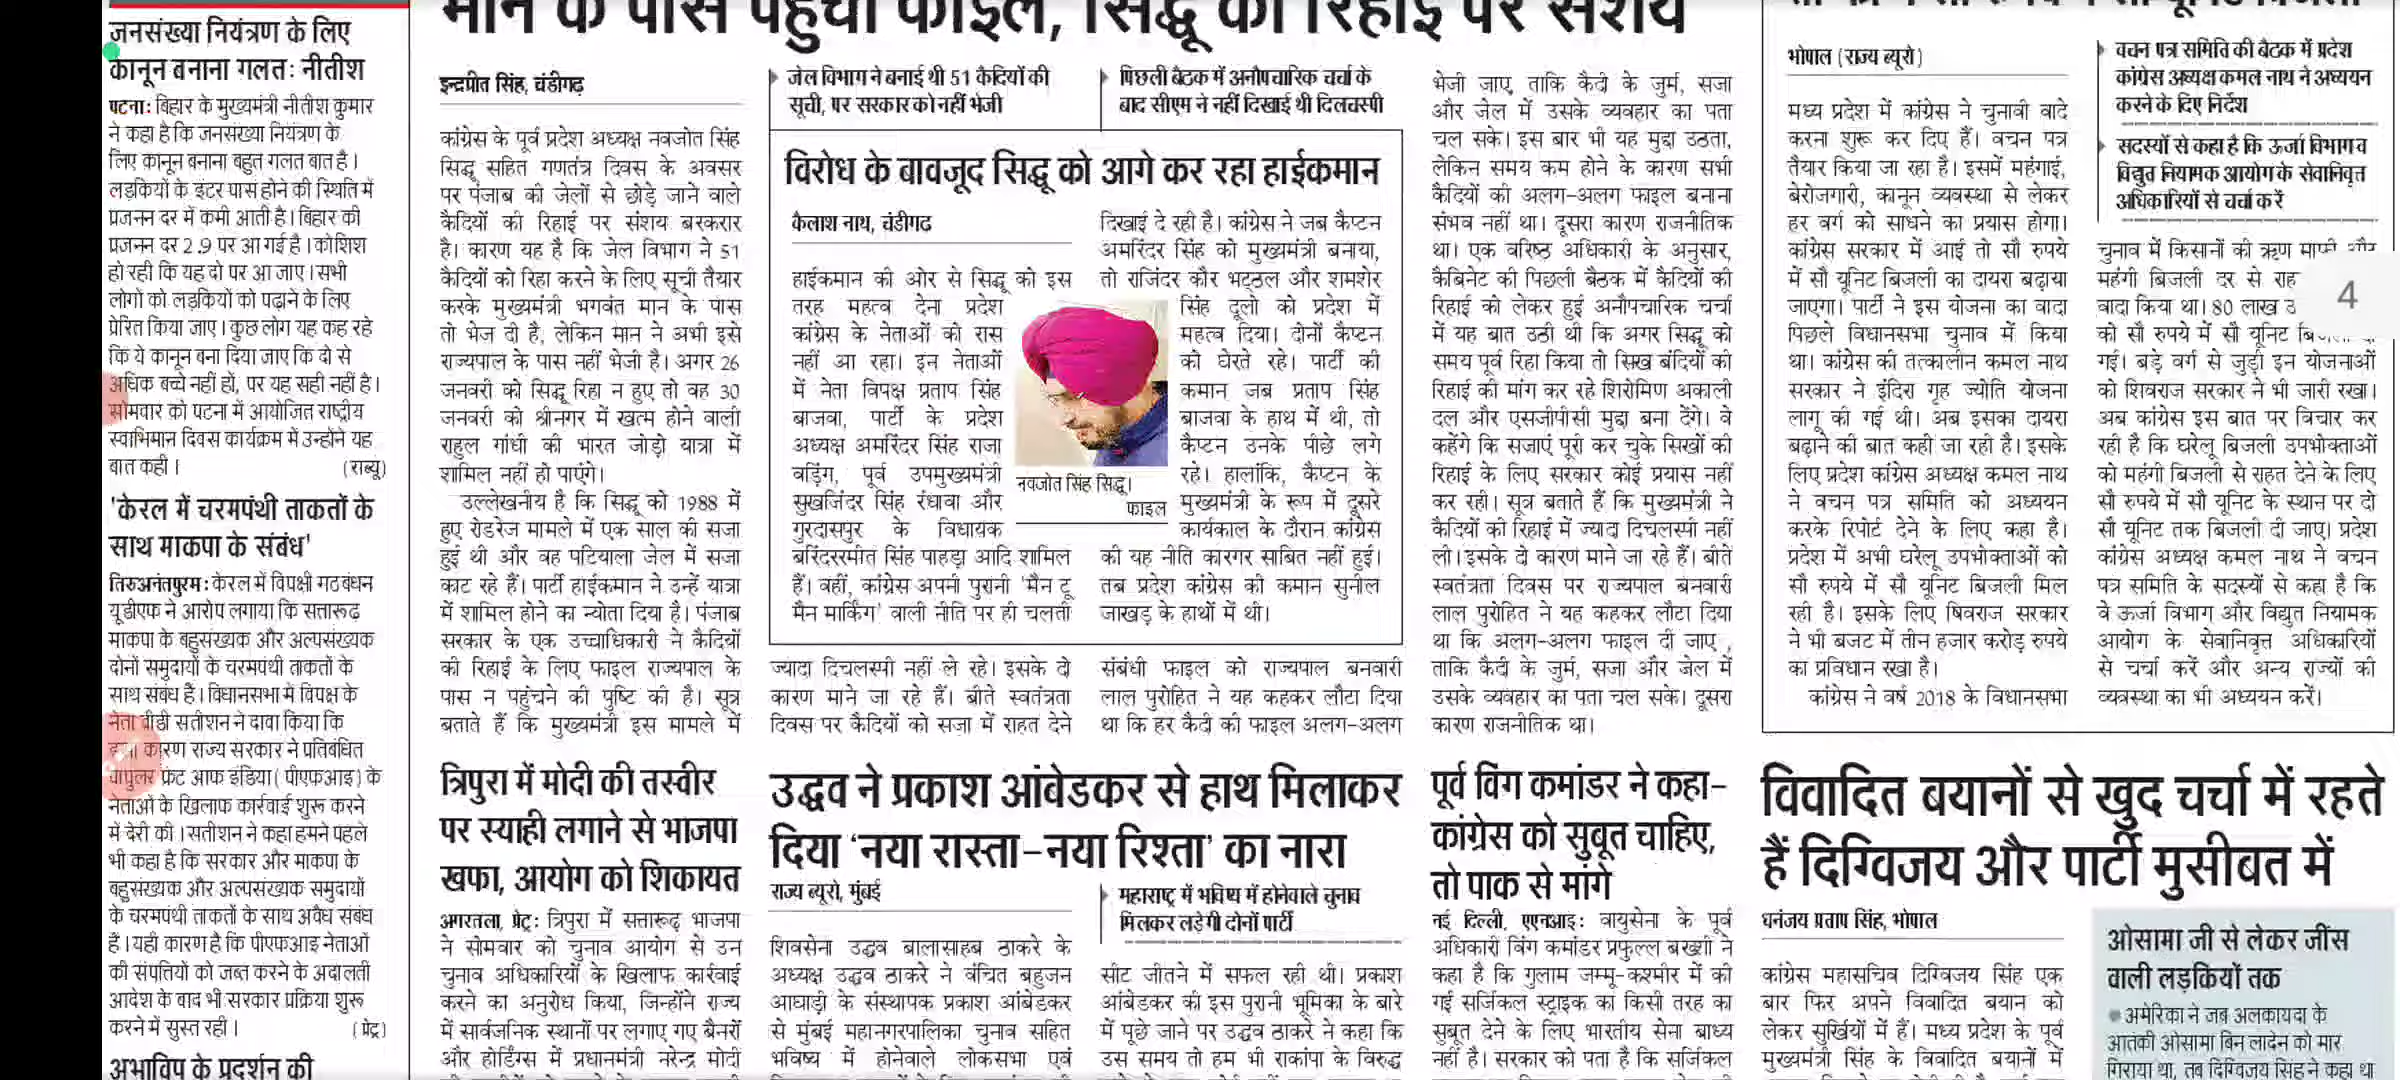 जनसंख्या नियंत्रण के लिए
कानून बनाना गलतः नीतीश
पटनाः बिहार के मुख्यमंत्री नीतीश कुमार
ने कहा है कि जनसंख्या नियंत्रण के
लिए कानून बनाना बहुत गलत बात है।
लड़कियों के इंटर पास होने की स्थिति में
प्रजनन दर में कमी आती है। बिहार की
प्रजनन दर 2.9 पर आ गई है। कोशिश
हो रही कि यह दो पर आ जाए। सभी
लोगों को लड़कियों को पढ़ाने के लिए
प्रेरित किया जाए। कुछ लोग यह कह रहे
कि ये कानून बना दिया जाए कि दो से
अधिक बच्चे नहीं हों, पर यह सही नहीं है।
सोमवार को पटना में आयोजित राष्ट्रीय
स्वाभिमान दिवस कार्यक्रम में उन्होंने यह
बात कही। (राब्यू)
'केरल में चरमपंथी ताकतों के
साथ माकपा के संबंध'
तिरुअनंतपुरम : केरल में विपक्षी गठबंधन
यूडीएफ ने आरोप लगाया कि सत्तारूढ़
माकपा के बहुसंख्यक और अल्पसंख्यक
दोनों समुदायों के चरमपंथी ताकतों के
साथ संबंध हैं। विधानसभा में विपक्ष के
नेता वीडी सतीशन ने दावा किया कि
कारण राज्य सरकार ने प्रतिबंधित
पापुलर फ्रंट आफ इंडिया ( पीएफआइ ) के
नेताओं के खिलाफ कार्रवाई शुरू करने
में देरी की। सतीशन ने कहा हमने पहले
भी कहा है कि सरकार और माकपा के
बहुसंख्यक और अल्पसंख्यक समुदायों
के चरमपंथी ताकतों के साथ अवैध संबंध
हैं। यही कारण है कि पीएफआइ नेताओं
की संपत्तियों को जब्त करने के अदालती
आदेश के बाद भी सरकार प्रक्रिया शुरू
करने में सुस्त रही। (प्रेट्र)
अभाविप के प्रदर्शन की
मान के पास पहुंची फाइल, सिद्धू की रिहाई पर संशय
इन्द्रप्रीत सिंह, चंडीगढ़
कांग्रेस के पूर्व प्रदेश अध्यक्ष नवजोत सिंह
सिद्धू सहित गणतंत्र दिवस के अवसर
पर पंजाब की जेलों से छोड़े जाने वाले
कैदियों की रिहाई पर संशय बरकरार
है। कारण यह है कि जेल विभाग ने 51
कैदियों को रिहा करने के लिए सूची तैयार
करके मुख्यमंत्री भगवंत मान के पास
तो भेज दी है, लेकिन मान ने अभी इसे
राज्यपाल के पास नहीं भेजी है। अगर 26
जनवरी को सिद्धू रिहा न हुए तो वह 30
जनवरी को श्रीनगर में खत्म होने वाली
राहुल गांधी की भारत जोड़ो यात्रा में
शामिल नहीं हो पाएंगे।
उल्लेखनीय है कि सिद्धू को 1988 में
हुए रोडरेज मामले में एक साल की सजा
हुई थी और वह पटियाला जेल में सजा
काट रहे हैं। पार्टी हाईकमान ने उन्हें यात्रा
में शामिल होने का न्योता दिया है। पंजाब
सरकार के एक उच्चाधिकारी ने कैदियों
की रिहाई के लिए फाइल राज्यपाल के
पास न पहुंचने की पुष्टि की है। सूत्र
बताते हैं कि मुख्यमंत्री इस मामले में
जेल विभाग ने बनाई थी 51 कैदियों की
सूची, पर सरकार को नहीं भेजी
पिछली बैठक में अनौपचारिक चर्चा के
बाद सीएम ने नहीं दिखाई थी दिलचस्पी
विरोध के बावजूद सिद्धू को आगे कर रहा हाईकमान
कैलाश नाथ, चंडीगढ
हाईकमान की ओर से सिद्धू को इस
तरह महत्व देना प्रदेश
कांग्रेस के नेताओं को रास
नहीं आ रहा। इन नेताओं
में नेता विपक्ष प्रताप सिंह
बाजवा, पार्टी के प्रदेश
अध्यक्ष अमरिंदर सिंह राजा
वड़िंग, पूर्व उपमुख्यमंत्री
सुखजिंदर सिंह रंधावा और
गुरदासपुर के विधायक
बरिंदरमीत सिंह पाहड़ा आदि शामिल
हैं। वहीं, कांग्रेस अपनी पुरानी 'मैन टू
मैन मार्किंग' वाली नीति पर ही चलती
नवजोत सिंह सिद्धू।
फाइल
दिखाई दे रही है। कांग्रेस ने जब कैप्टन
अमरिंदर सिंह को मुख्यमंत्री बनाया,
तो राजिंदर कौर भट्ठल और शमशेर
सिंह दूलो को प्रदेश में
महत्व दिया। दोनों कैप्टन
को घेरते रहे। पार्टी की
कमान जब प्रताप सिंह
बाजवा के हाथ में थी, तो
कैप्टन उनके पीछे लगे
रहे। हालांकि, कैप्टन के
मुख्यमंत्री के रूप में दूसरे
कार्यकाल के दौरान कांग्रेस
की यह नीति कारगर साबित नहीं हुई।
तब प्रदेश कांग्रेस की कमान सुनील
जाखड़ के हाथों में थी।
ज्यादा दिचलस्पी नहीं ले रहे। इसके दो
कारण माने जा रहे हैं। बीते स्वतंत्रता
दिवस पर कैदियों को सजा में राहत देने
संबंधी फाइल को राज्यपाल बनवारी
लाल पुरोहित ने यह कहकर लौटा दिया
था कि हर कैदी की फाइल अलग-अलग
भेजी जाए, ताकि कैदी के जुर्म, सजा
और जेल में उसके व्यवहार का पता
चल सके। इस बार भी यह मुद्दा उठता,
लेकिन समय कम होने के कारण सभी
कैदियों की अलग-अलग फाइल बनाना
संभव नहीं था। दूसरा कारण राजनीतिक
था। एक वरिष्ठ अधिकारी के अनुसार,
कैबिनेट की पिछली बैठक में कैदियों की
रिहाई को लेकर हुई अनौपचारिक चर्चा
में यह बात उठी थी कि अगर सिद्धू को
समय पूर्व रिहा किया तो सिख बंदियों की
रिहाई की मांग कर रहे शिरोमिण अकाली
दल और एसजीपीसी मुद्दा बना देंगे। वे
कहेंगे कि सजाएं पूरी कर चुके सिखों की
रिहाई के लिए सरकार कोई प्रयास नहीं
कर रही। सूत्र बताते हैं कि मुख्यमंत्री ने
कैदियों की रिहाई में ज्यादा दिचलस्पी नहीं
ली। इसके दो कारण माने जा रहे हैं। बीते
स्वतंत्रता दिवस पर राज्यपाल बनवारी
लाल पुरोहित ने यह कहकर लौटा दिया
था कि अलग-अलग फाइल दी जाए ,
ताकि कैदी के जुर्म, सजा और जेल में
उसके व्यवहार का पता चल सके। दूसरा
कारण राजनीतिक था।
भोपाल (राज्य ब्यूरो)
मध्य प्रदेश में कांग्रेस ने चुनावी वादे
करना शुरू कर दिए हैं। वचन पत्र
तैयार किया जा रहा है। इसमें महंगाई,
बेरोजगारी, कानून व्यवस्था से लेकर
हर वर्ग को साधने का प्रयास होगा।
कांग्रेस सरकार में आई तो सौ रुपये
में सौ यूनिट बिजली का दायरा बढ़ाया
जाएगा। पार्टी ने इस योजना का वादा
पिछले विधानसभा चुनाव में किया
था। कांग्रेस की तत्कालीन कमल नाथ
सरकार ने इंदिरा गृह ज्योति योजना
लागू की गई थी। अब इसका दायरा
बढ़ाने की बात कही जा रही है। इसके
लिए प्रदेश कांग्रेस अध्यक्ष कमल नाथ
ने वचन पत्र समिति को अध्ययन
करके रिपोर्ट देने के लिए कहा है।
प्रदेश में अभी घरेलू उपभोक्ताओं को
सौ रुपये में सौ यूनिट बिजली मिल
रही है। इसके लिए षिवराज सरकार
ने भी बजट में तीन हजार करोड़ रुपये
का प्रविधान रखा है।
कांग्रेस ने वर्ष 2018 के विधानसभा
वचन पत्र समिति की बैठक में प्रदेश
कांग्रेस अध्यक्ष कमल नाथ ने अध्ययन
करने के दिए निर्देश
सदस्यों से कहा है कि ऊर्जा विभाग व
विद्युत नियामक आयोग के सेवानिवृत्त
अधिकारियों से चर्चा करें
चुनाव में किसानों की ऋण माफी और
महंगी बिजली दर से
वादा किया था। 80 लाख
को सौ रुपये में सौ यूनिट
गई। बड़े वर्ग से जुड़ी इन योजनाओं
को शिवराज सरकार ने भी जारी रखा।
अब कांग्रेस इस बात पर विचार कर
रही है कि घरेलू बिजली उपभोक्ताओं
को महंगी बिजली से राहत देने के लिए
सौ रुपये में सौ यूनिट के स्थान पर दो
सौ यूनिट तक बिजली दी जाए। प्रदेश
कांग्रेस अध्यक्ष कमल नाथ ने वचन
पत्र समिति के सदस्यों से कहा है कि
वे ऊर्जा विभाग और विद्युत नियामक
आयोग के सेवानिवृत्त अधिकारियों
से चर्चा करें और अन्य राज्यों की
व्यवस्था का भी अध्ययन करें।
4
त्रिपुरा में मोदी की तस्वीर
पर स्याही लगाने से भाजपा
खफा, आयोग को शिकायत
अगरतला, प्रेट्र: त्रिपुरा में सत्तारूढ़ भाजपा
ने सोमवार को चुनाव आयोग से उन
चुनाव अधिकारियों के खिलाफ कार्रवाई
करने का अनुरोध किया, जिन्होंने राज्य
में सार्वजनिक स्थानों पर लगाए गए बैनरों
और होर्डिंग्स में प्रधानमंत्री नरेन्द्र मोदी
उद्धव ने प्रकाश आंबेडकर से हाथ मिलाकर
दिया 'नया रास्ता-नया रिश्ता' का नारा
राज्य ब्यूरो, मुंबई
शिवसेना उद्धव बालासाहब ठाकरे के
अध्यक्ष उद्धव ठाकरे ने वंचित बहुजन
आघाड़ी के संस्थापक प्रकाश आंबेडकर
से मुंबई महानगरपालिका चुनाव सहित
भविष्य में होनेवाले लोकसभा एवं
महाराष्ट्र में भविष्य में होनेवाले चुनाव
मिलकर लड़ेगी दोनों पार्टी
सीट जीतने में सफल रही थी। प्रकाश
आंबेडकर की इस पुरानी भूमिका के बारे
में पूछे जाने पर उद्धव ठाकरे ने कहा कि
उस समय तो हम भी राकांपा के विरुद्ध
पूर्व विंग कमांडर ने कहा-
कांग्रेस को सुबूत चाहिए,
तो पाक से मांगे
नई दिल्ली, एएनआइ: वायुसेना के पूर्व
अधिकारी विंग कमांडर प्रफुल्ल बख्शी ने
कहा है कि गुलाम जम्मू-कश्मीर में की
गई सर्जिकल स्ट्राइक का किसी तरह का
सुबूत देने के लिए भारतीय सेना बाध्य
नहीं है। सरकार को पता है कि सर्जिकल
विवादित बयानों से खुद चर्चा में रहते
हैं दिग्विजय और पार्टी मुसीबत में
धनंजय प्रताप सिंह, भोपाल
कांग्रेस महासचिव दिग्विजय सिंह एक
बार फिर अपने विवादित बयान को
लेकर सुर्खियों में हैं। मध्य प्रदेश के पूर्व
मुख्यमंत्री सिंह के विवादित बयानों में
ओसामा जी से लेकर जींस
वाली लड़कियों तक
अमेरिका ने जब अलकायदा के
आतंकी ओसामा बिन लादेन को मार
गिराया था, तब दिग्विजय सिंह ने कहा था